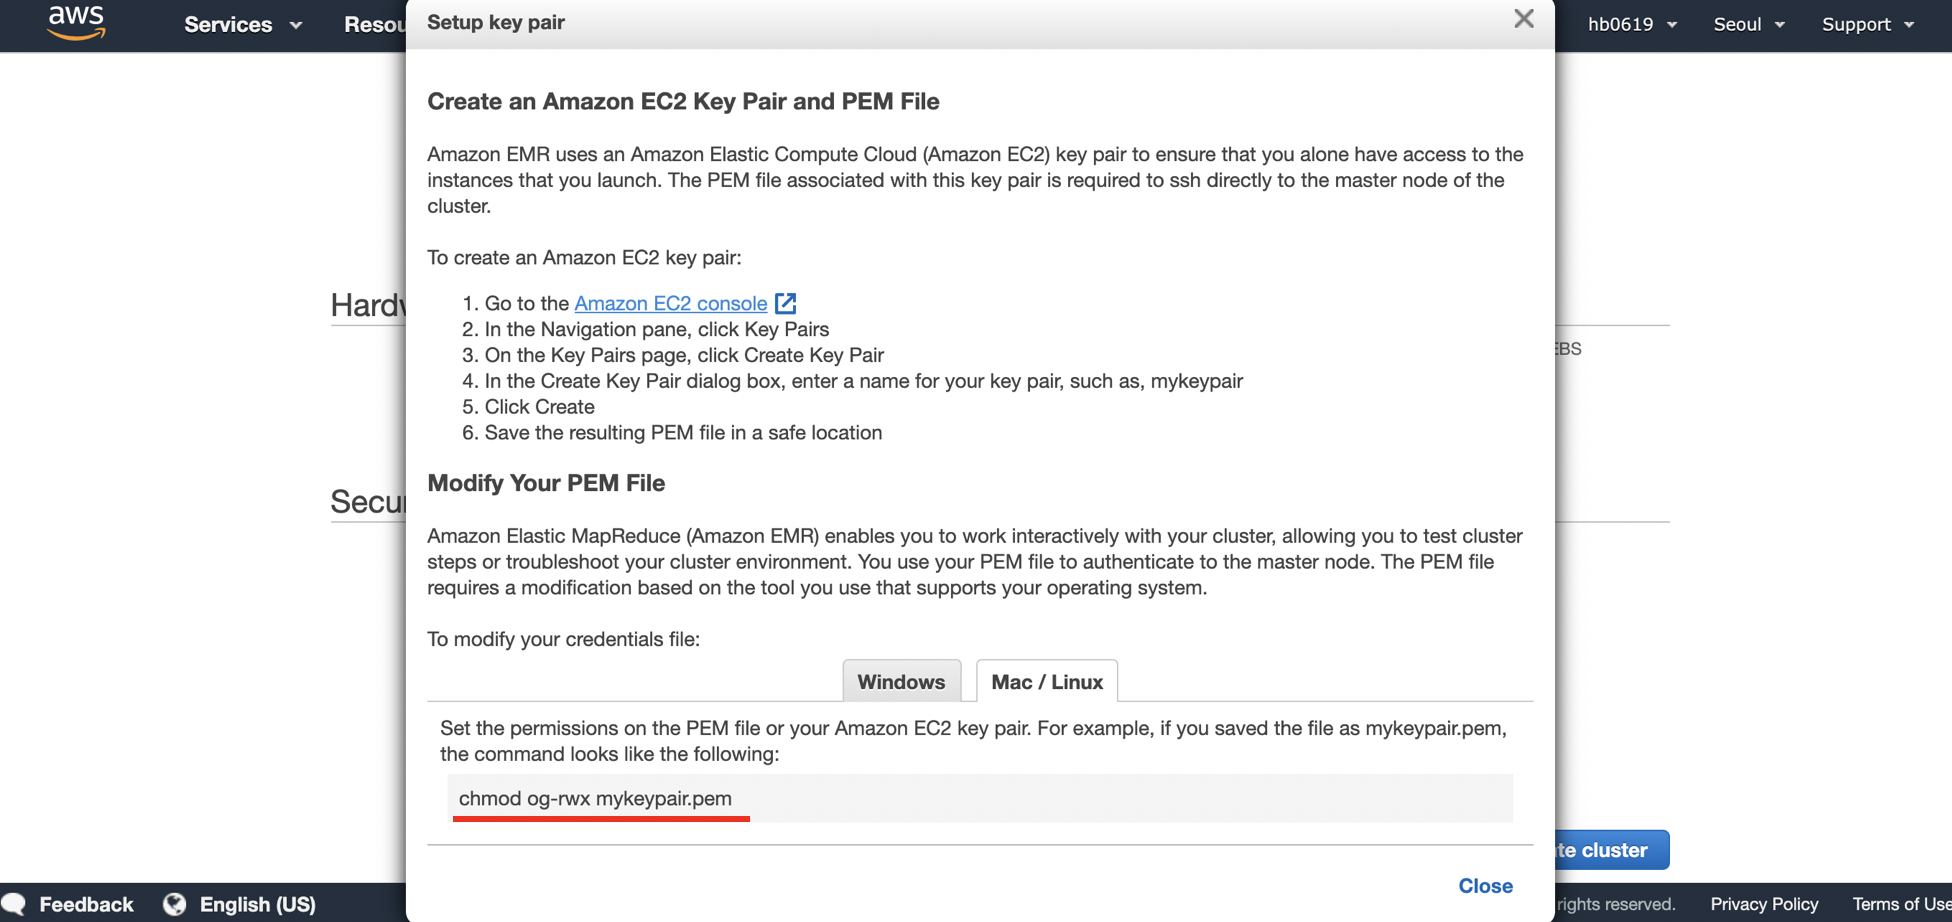 aws
Services
Resou
Setup key pair
hb0619
Seoul
Support
Create an Amazon EC2 Key Pair and PEM File
Amazon EMR uses an Amazon Elastic Compute Cloud (Amazon EC2) key pair to ensure that you alone have access to the
instances that you launch. The PEM file associated with this key pair is required to ssh directly to the master node of the
cluster.
To create an Amazon EC2 key pair:
1. Go to the Amazon EC2 console
2. In the Navigation pane, click Key Pairs
3. On the Key Pairs page, click Create Key Pair
4. In the Create Key Pair dialog box, enter a name for your key pair, such as, mykeypair
5. Click Create
6. Save the resulting PEM file in a safe location
Hardw
EBS
Modify Your PEM File
Secur
Amazon Elastic MapReduce (Amazon EMR) enables you to work interactively with your cluster, allowing you to test cluster
steps or troubleshoot your cluster environment. You use your PEM file to authenticate to the master node. The PEM file
requires a modification based on the tool you use that supports your operating system.
To modify your credentials file:
Windows
Mac / Linux
Set the permissions on the PEM file or your Amazon EC2 key pair. For example, if you saved the file as mykeypair.pem,
the command looks like the following:
chmod og-rwx mykeypair.pem
te cluster
Close
Feedback
English (US)
rights reserved.
Privacy Policy
Terms of Use